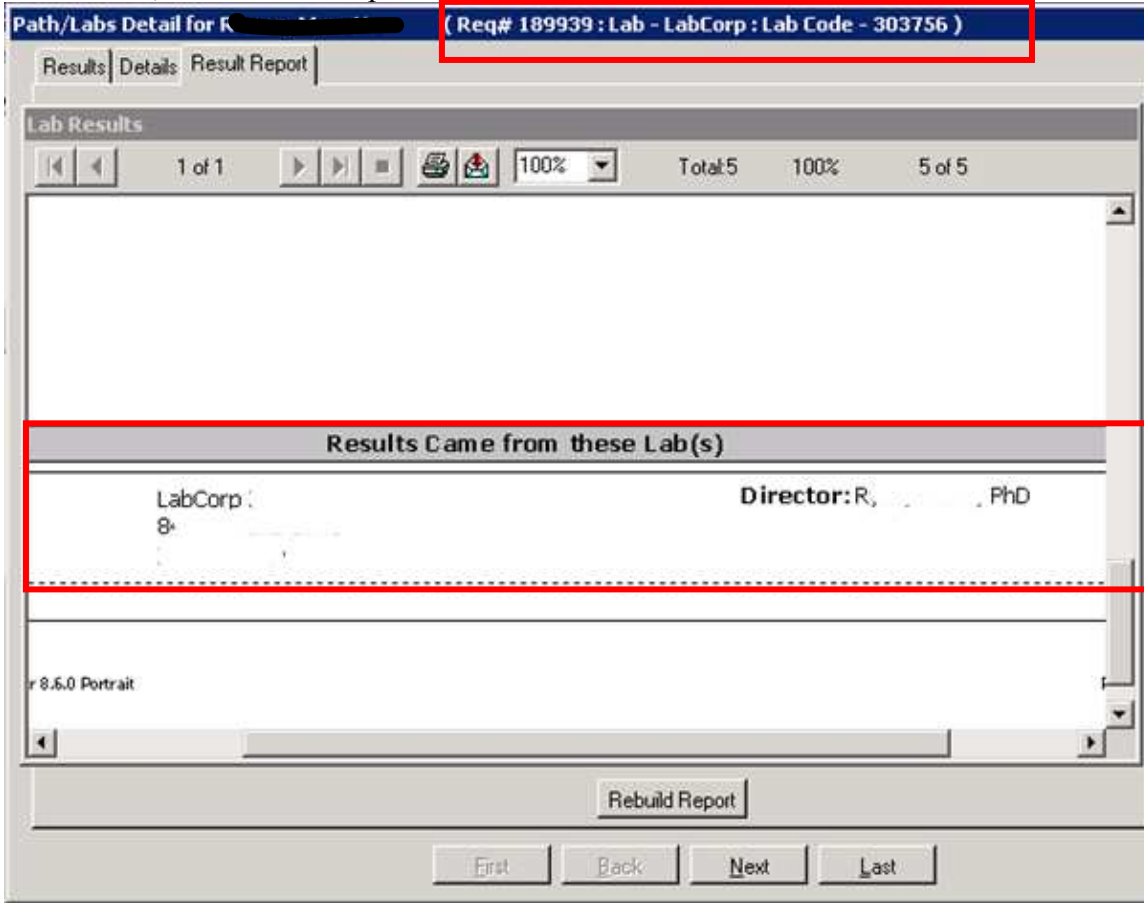 Path/Labs Detail for R ( Req# 189939 : Lab - LabCorp : Lab Code - 303756 )
Results Details Result Report
Lab Results
1 of 1 100% Total:5 100% 5 of 5
Results Came from these Lab(s)
LabCorp Director: R, , PhD
8
r 8.6.0 Portrait
Rebuild Report
First Back Next Last